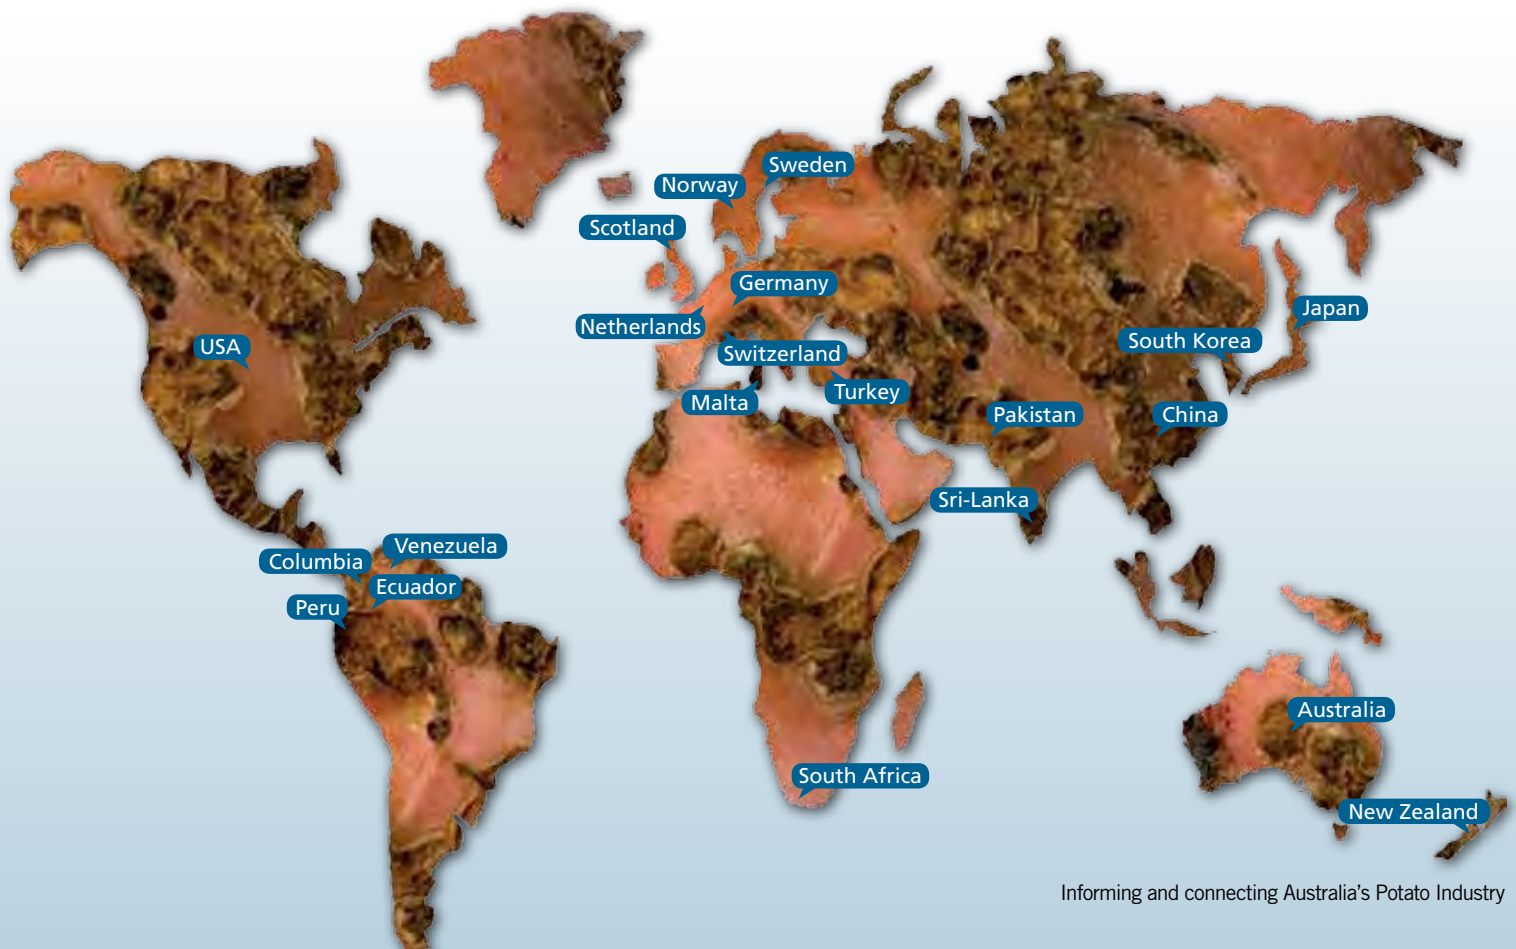 Sweden
Norway
Scotland
Germany
Netherlands
Japan
South Korea
USA
Switzerland
Turkey
Malta
Pakistan
China
Sri-Lanka
Venezuela
Columbia
Ecuador
Peru
Australia
South Africa
New Zealand
Informing and connecting Australia's Potato Industry